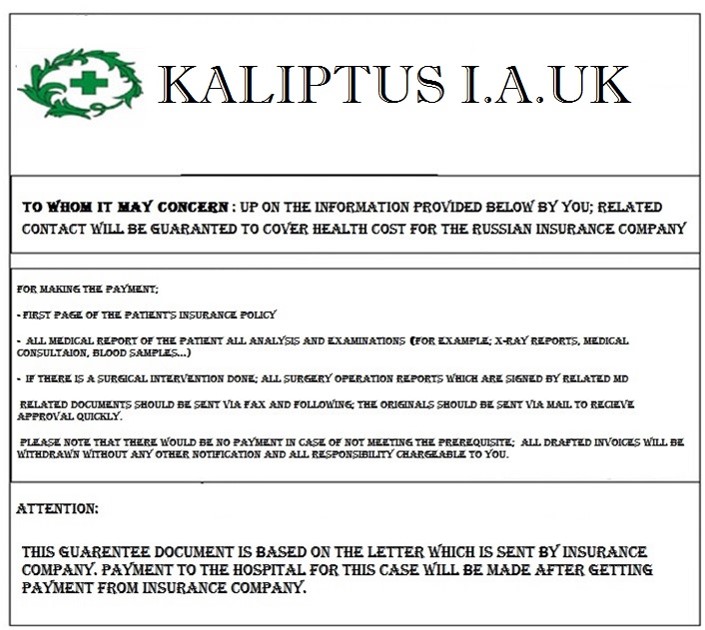 KALIPTUS I.A.UK
TO WHOM IT MAY CONCERN : UP ON THE INFORMATION PROVIDED BELOW BY YOU; RELATED
CONTACT WILL BE GUARANTED TO COVER HEALTH COST FOR THE RUSSIAN INSURANCE COMPANY
FOR MAKING THE PAYMENT;
- FIRST PAGE OF THE PATIENT'S INSURANCE POLICY
- ALL MEDICAL REPORT OF THE PATIENT ALL ANALYSIS AND EXAMINATIONS (FOR EXAMPLE; X-RAY REPORTS, MEDICAL
CONSULTAION, BLOOD SAMPLES...)
- IF THERE IS A SURGICAL INTERVENTION DONE; ALL SURGERY OPERATION REPORTS WHICH ARE SIGNED BY RELATED MD
RELATED DOCUMENTS SHOULD BE SENT VIA FAX AND FOLLOWING; THE ORIGINALS SHOULD BE SENT VIA MAIL TO RECIEVE
APPROVAL QUICKLY.
PLEASE NOTE THAT THERE WOULD BE NO PAYMENT IN CASE OF NOT MEETING THE PREREQUISITE; ALL DRAFTED INVOICES WILL BE
WITHDRAWN WITHOUT ANY OTHER NOTIFICATION AND ALL RESPONSIBILITY CHARGEABLE TO YOU.
ATTENTION:
THIS GUARENTEE DOCUMENT IS BASED ON THE LETTER WHICH IS SENT BY INSURANCE
COMPANY. PAYMENT TO THE HOSPITAL FOR THIS CASE WILL BE MADE AFTER GETTING
PAYMENT FROM INSURANCE COMPANY.